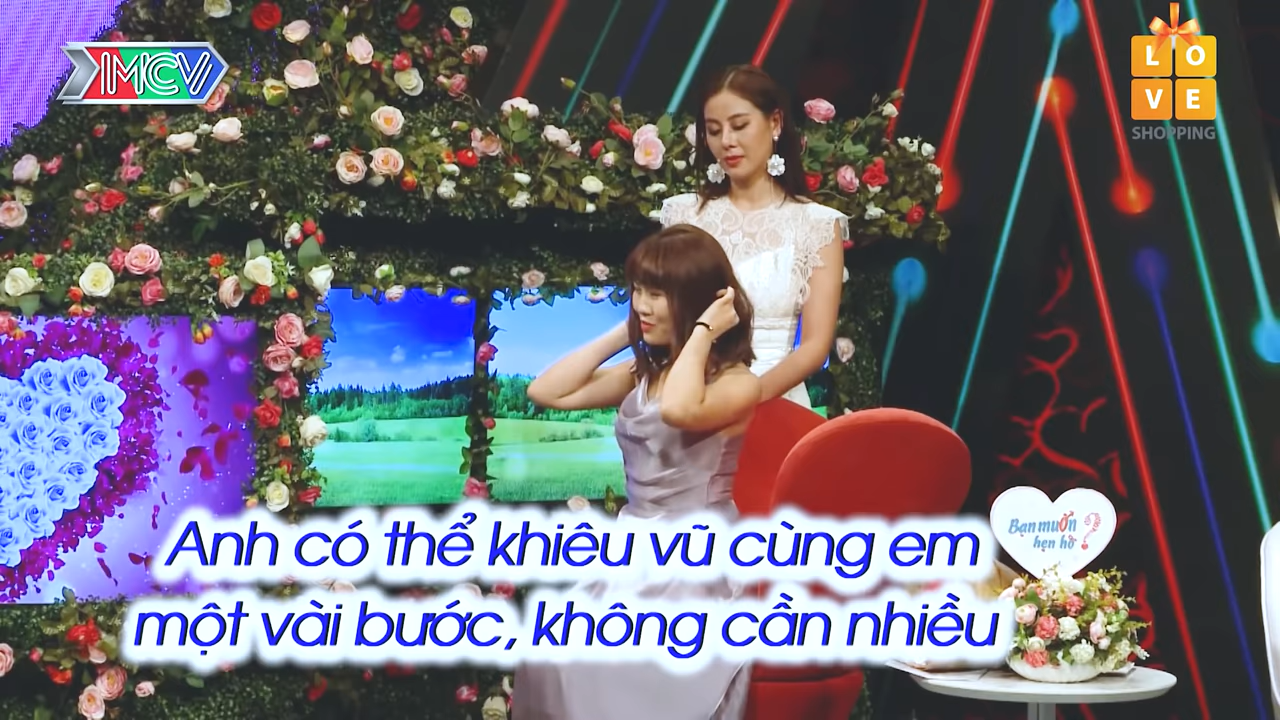 MCV
LOVE
SHOPPING
Anh có thể khiêu vũ cùng em
một vài bước, không cần nhiều
Bạn muốn
hẹn hò ?